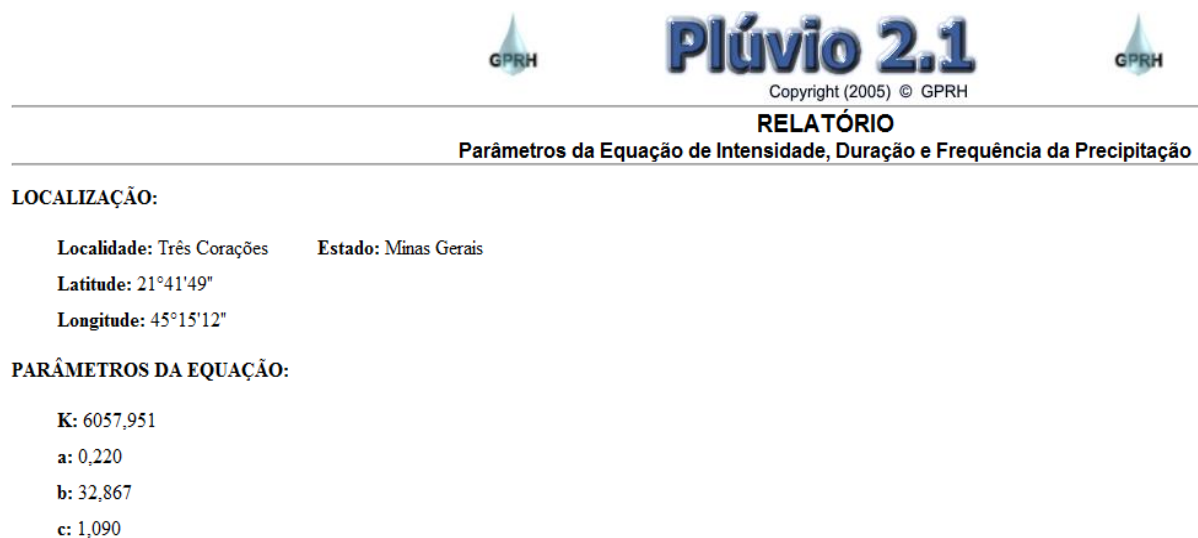 GPRH Plúvio 2.1 GPRH
Copyright (2005) © GPRH
RELATÓRIO
Parâmetros da Equação de Intensidade, Duração e Frequência da Precipitação
LOCALIZAÇÃO:
Localidade: Três Corações Estado: Minas Gerais
Latitude: 21°41'49"
Longitude: 45°15'12"
PARÂMETROS DA EQUAÇÃO:
K: 6057,951
a: 0,220
b: 32,867
c: 1,090